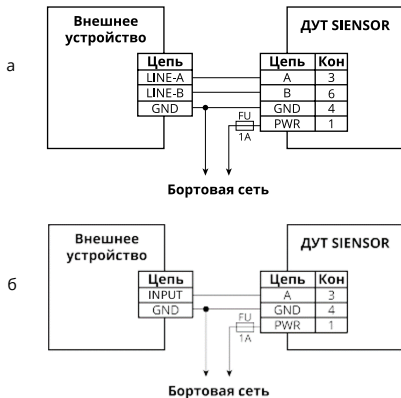 а
Внешнее
устройство
ДУТ SIENSOR
Цепь
LINE-A
LINE-B
GND
FU
1A
Цепь Кон
A 3
B 6
GND 4
PWR 1
Бортовая сеть
б
Внешнее
устройство
ДУТ SIENSOR
Цепь
INPUT
GND
FU
1A
Цепь Кон
A 3
GND 4
PWR 1
Бортовая сеть